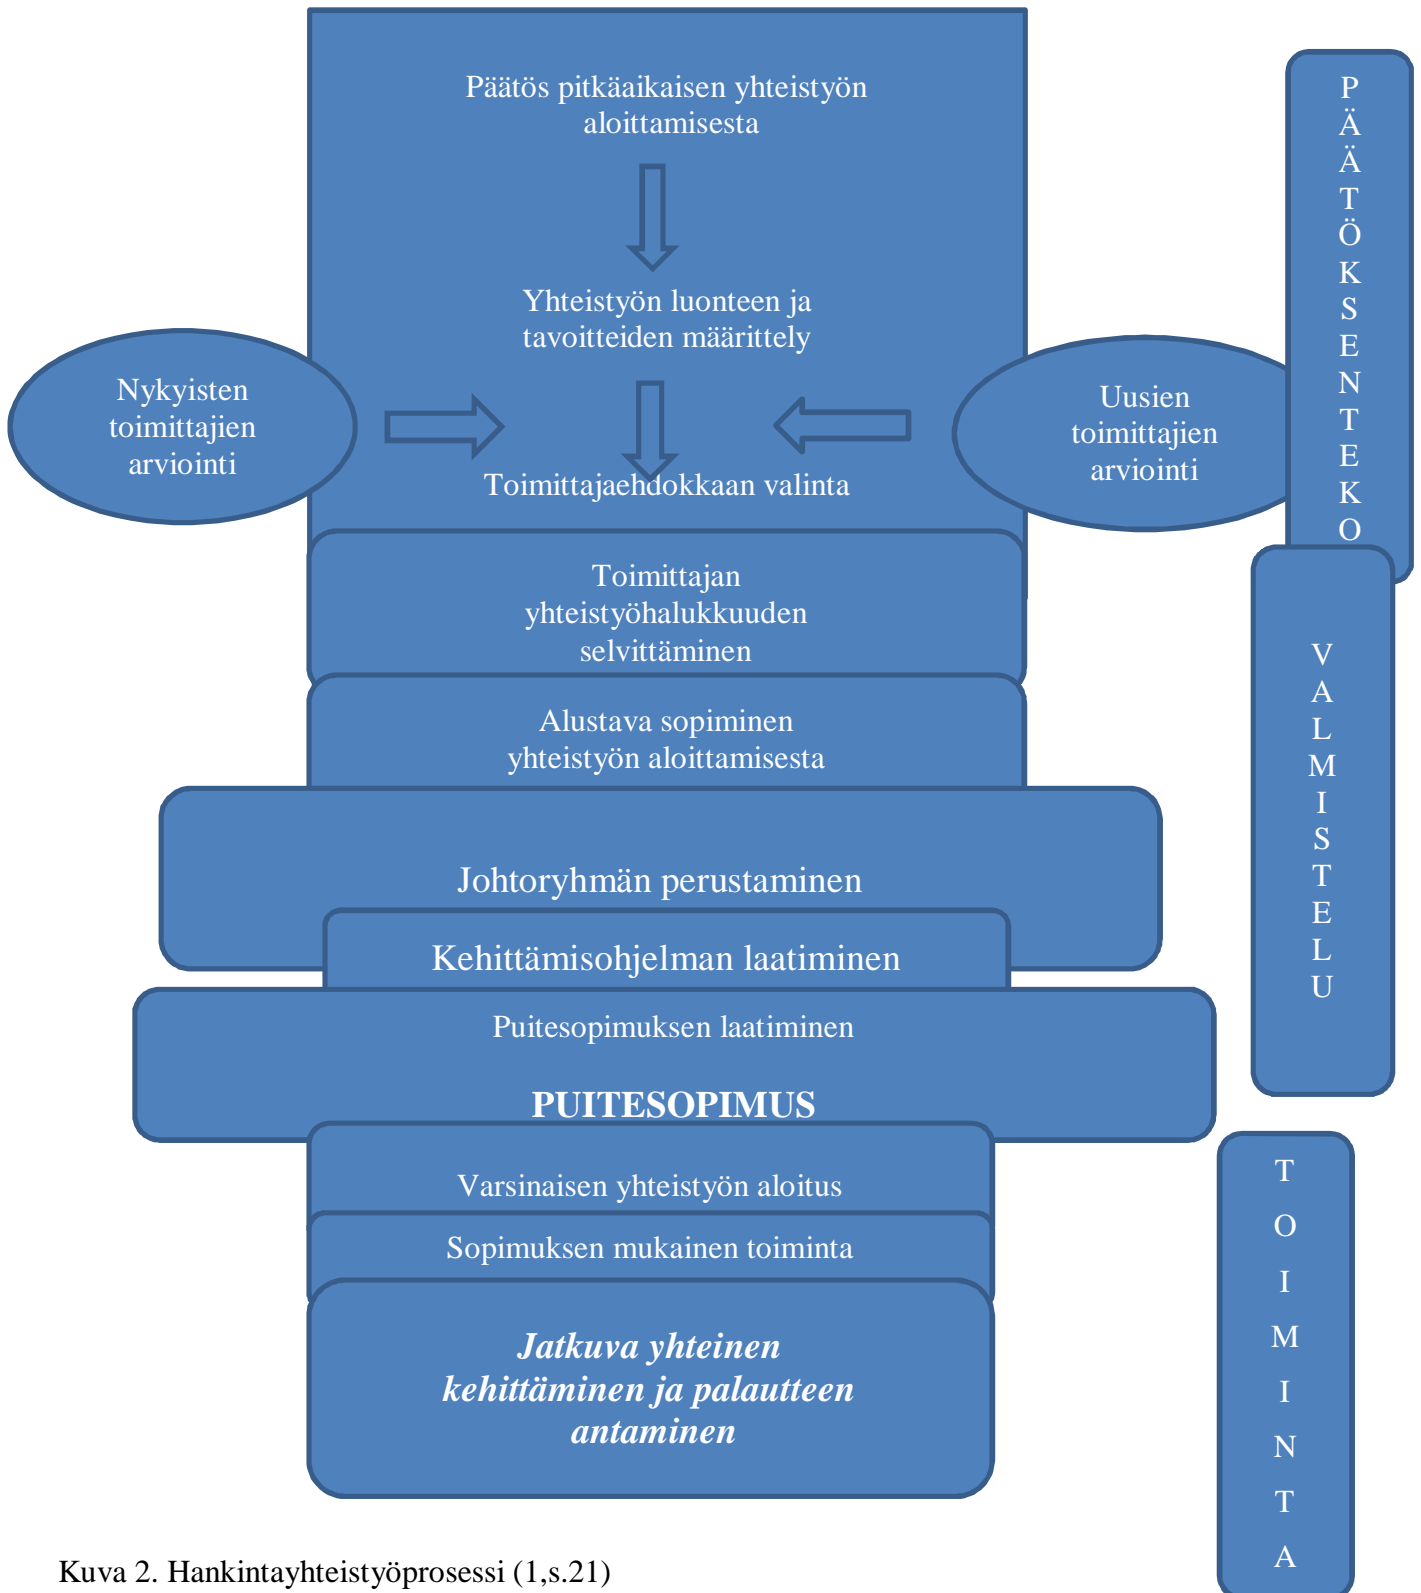 Päätös pitkäaikaisen yhteistyön
aloittamisesta
Yhteistyön luonteen ja
tavoitteiden määrittely
Nykyisten
toimittajien
arviointi
Uusien
toimittajien
arviointi
Toimittajaehdokkaan valinta
Toimittajan
yhteistyöhalukkuuden
selvittäminen
Alustava sopiminen
yhteistyön aloittamisesta
Johtoryhmän perustaminen
Kehittämisohjelman laatiminen
Puitesopimuksen laatiminen
PUITESOPIMUS
Varsinaisen yhteistyön aloitus
Sopimuksen mukainen toiminta
Jatkuva yhteinen
kehittäminen ja palautteen
antaminen
P
Ä
Ä
T
Ö
K
S
E
N
T
E
K
O
V
A
L
M
I
S
T
E
L
U
T
O
I
M
I
N
T
A
Kuva 2. Hankintayhteistyöprosessi (1,s.21)